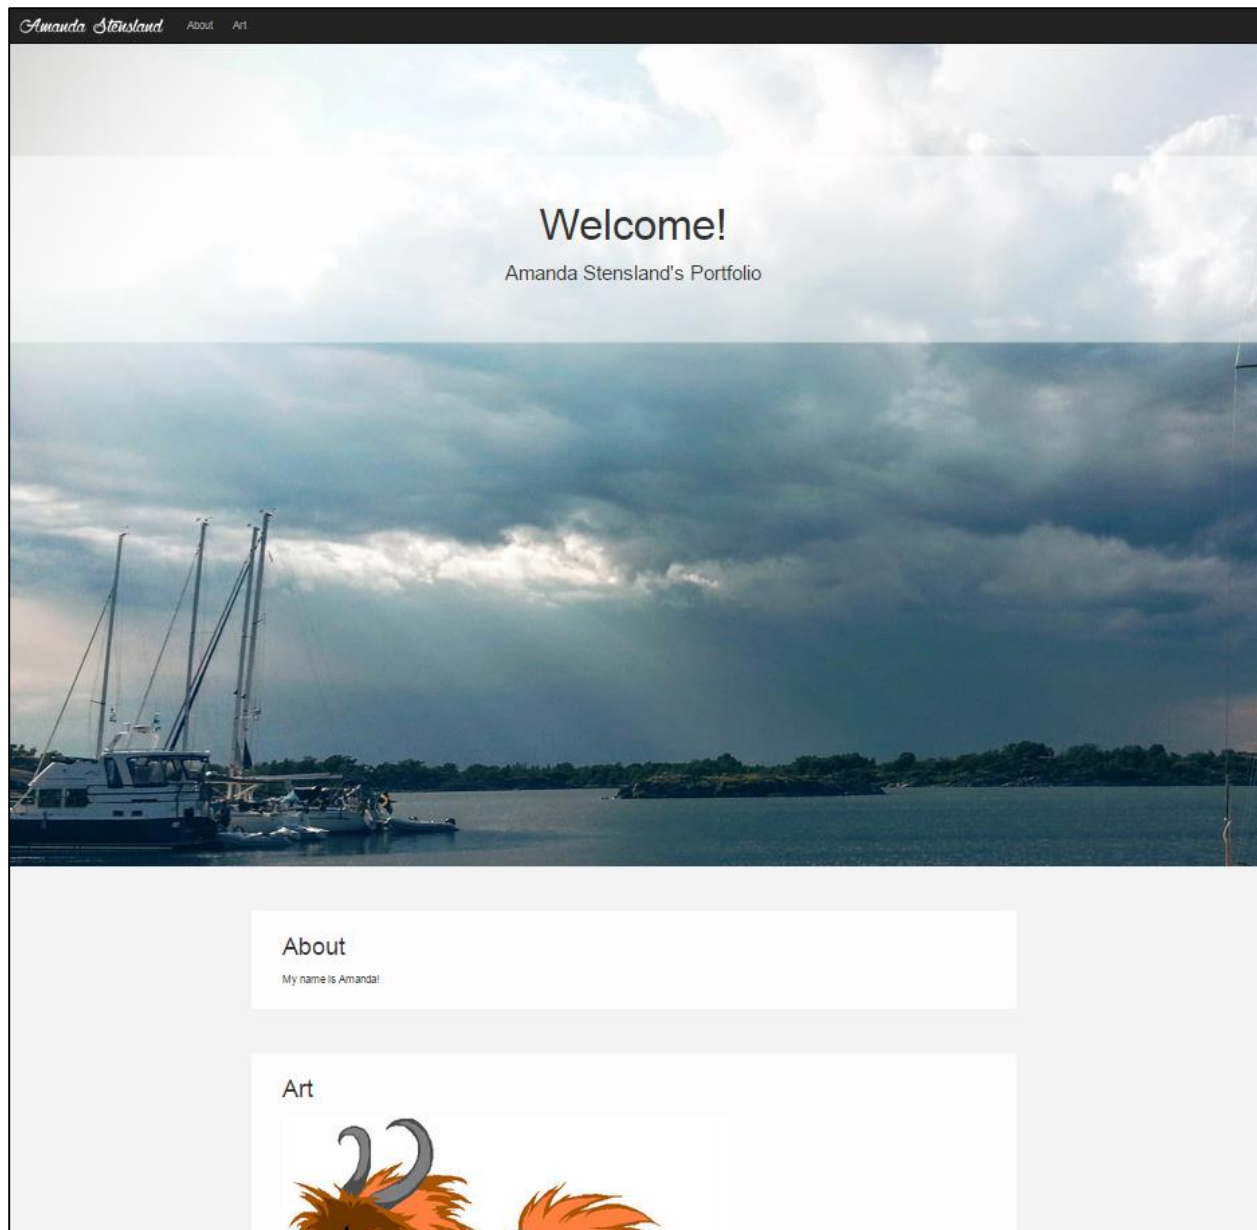 Amanda Stensland About Art
Welcome!
Amanda Stensland's Portfolio
About
My name is Amanda!
Art